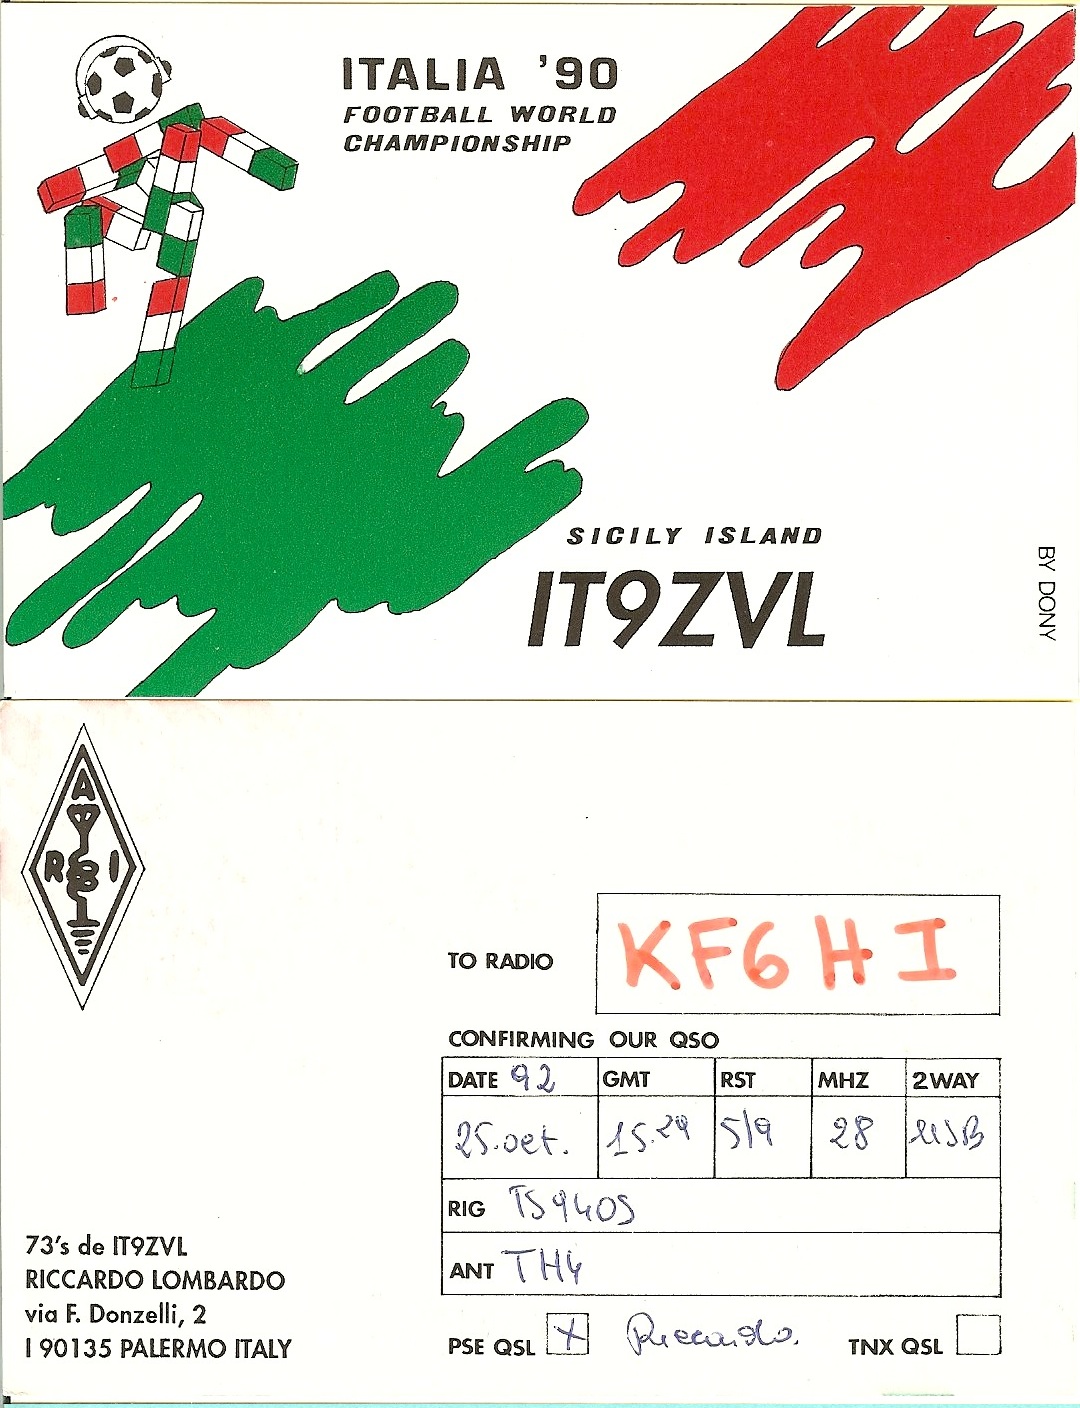 ITALIA '90
FOOTBALL WORLD
CHAMPIONSHIP
SICILY ISLAND
IT9ZVL
BY DONY
A
R I
TO RADIO KF6HI
CONFIRMING OUR QSO
DATE 92 GMT RST MHZ 2WAY
25.oct. 15.29 5/9 28 USB
RIG TS940S
ANT TH4
73's de IT9ZVL
RICCARDO LOMBARDO
via F. Donzelli, 2
I 90135 PALERMO ITALY
PSE QSL X Riccardo. TNX QSL